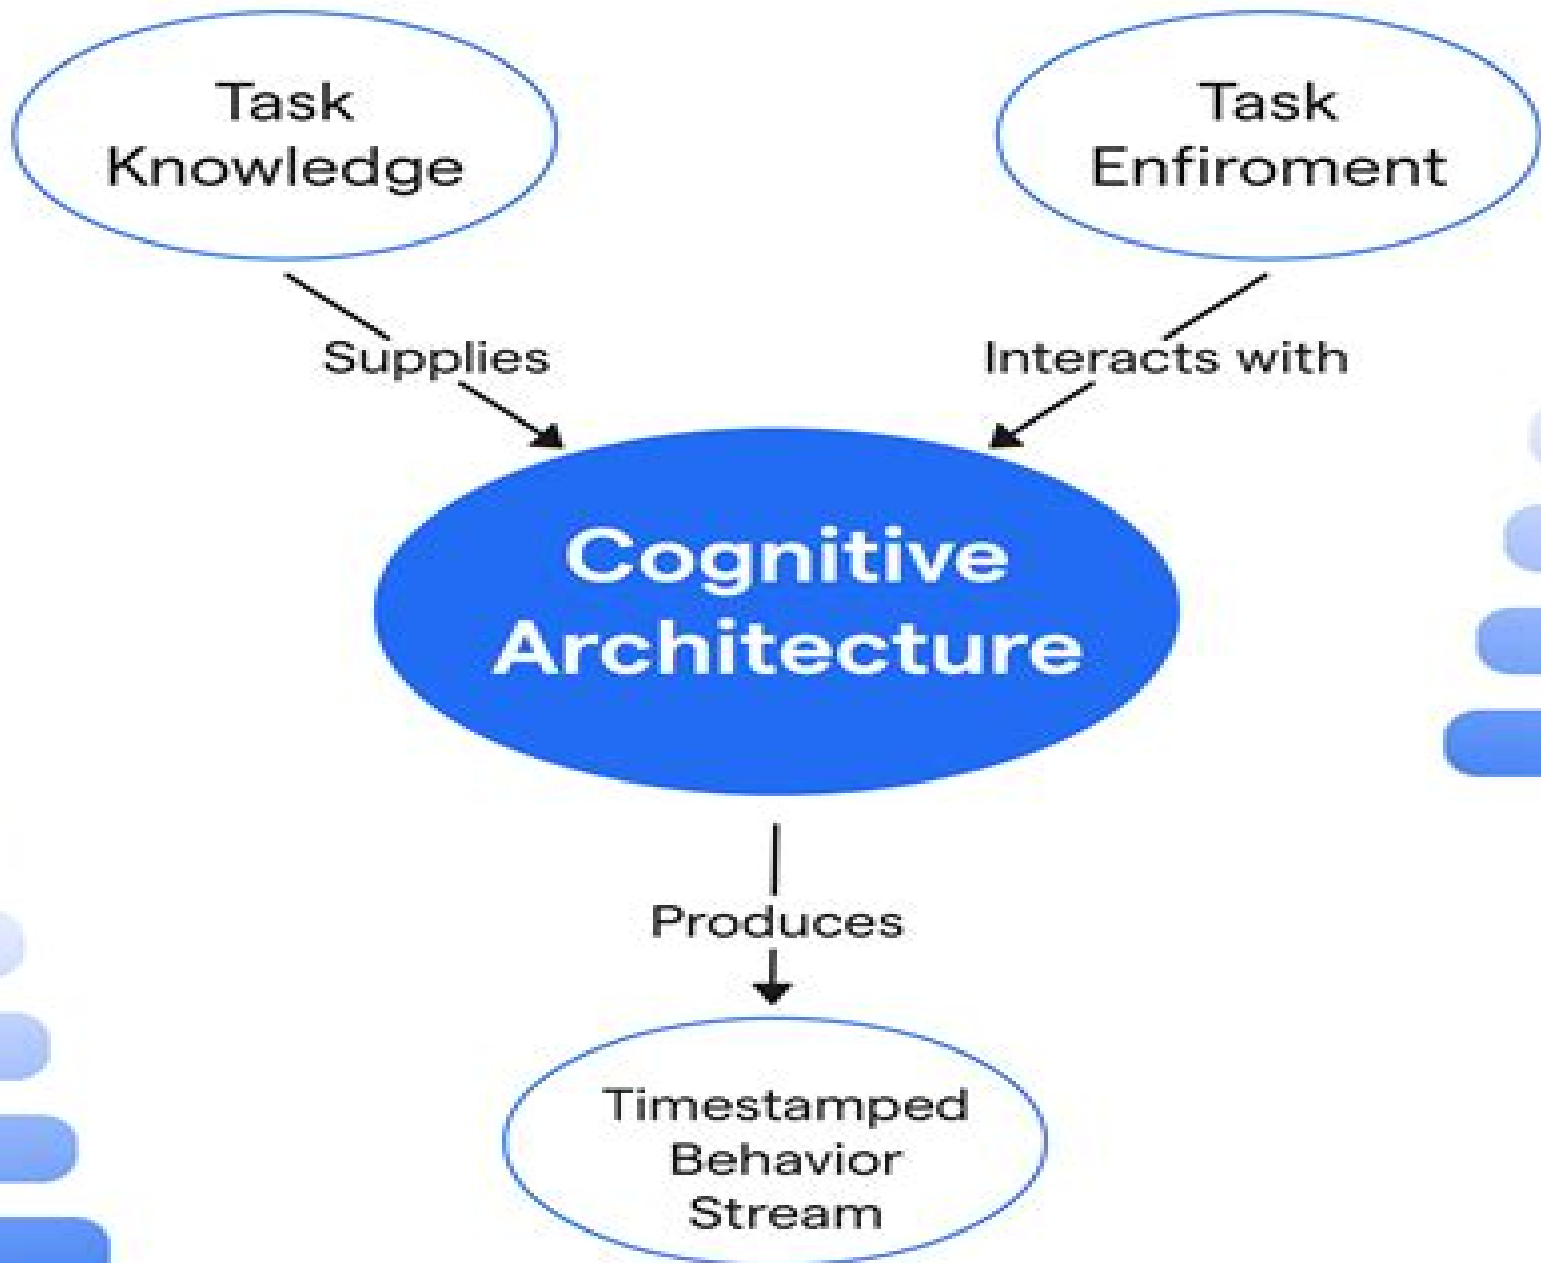 Task
Knowledge
Task
Enfiroment
Supplies
Interacts with
Cognitive
Architecture
Produces
Timestamped
Behavior
Stream